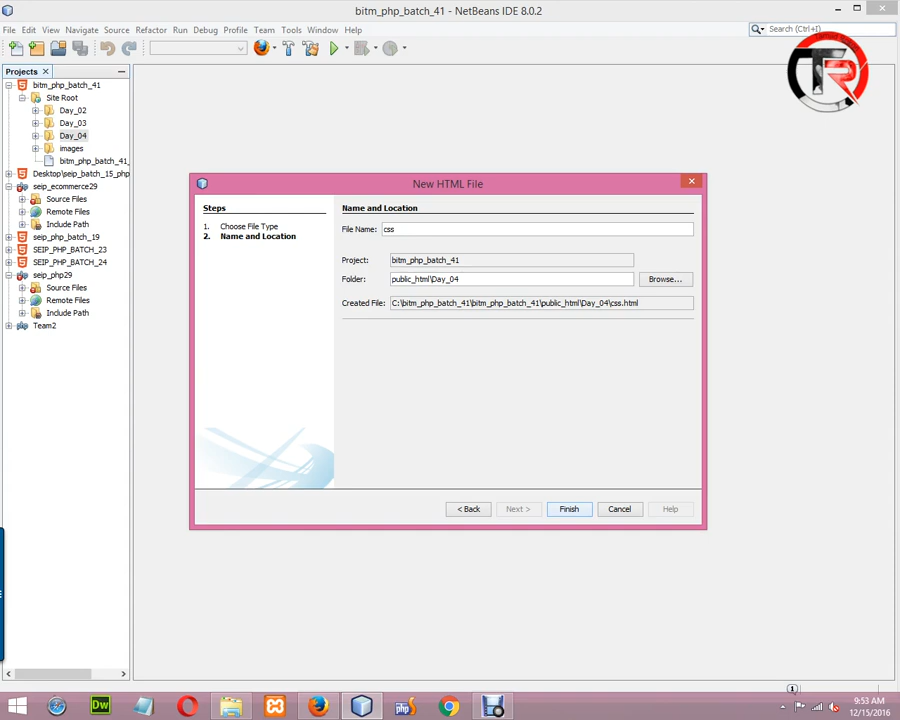 bitm_php_batch_41 - NetBeans IDE 8.0.2
File Edit View Navigate Source Refactor Run Debug Profile Team Tools Window Help
Search (Ctrl+I)
Projects
bitm_php_batch_41
Site Root
Day_02
Day_03
Day_04
images
bitm_php_batch_41_
Desktop\seip_batch_15_php
seip_ecommerce29
Source Files
Remote Files
Include Path
seip_php_batch_19
SEIP_PHP_BATCH_23
SEIP_PHP_BATCH_24
seip_php29
Source Files
Remote Files
Include Path
Team2
New HTML File
Steps
1. Choose File Type
2. Name and Location
Name and Location
File Name: css
Project: bitm_php_batch_41
Folder: public_html\Day_04 Browse...
Created File: C:\bitm_php_batch_41\bitm_php_batch_41\public_html\Day_04\css.html
< Back Next > Finish Cancel Help
TR
1
Dw
php
9:53 AM
12/15/2016